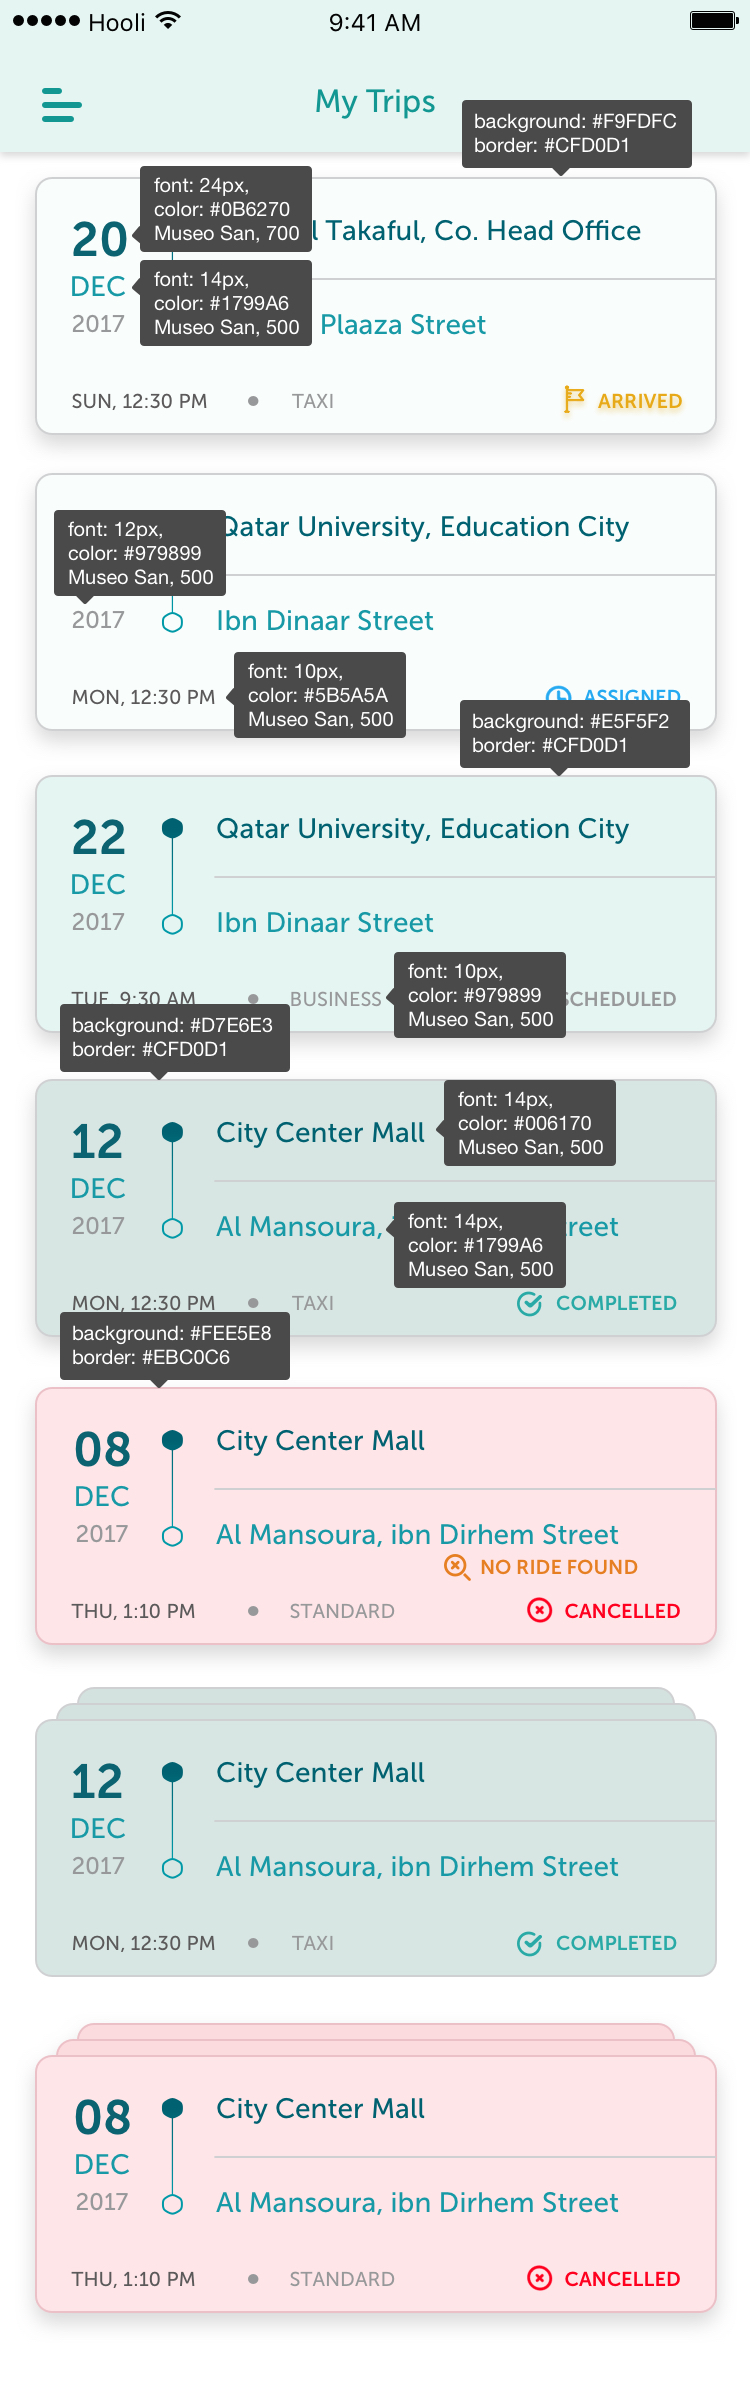 Hooli
9:41 AM
My Trips
background: #F9FDFC
border: #CFD0D1
font: 24px,
color: #0B6270
Museo San, 700
20
Takaful, Co. Head Office
DEC
font: 14px,
color: #1799A6
Museo San, 500
2017
Plaaza Street
SUN, 12:30 PM
TAXI
ARRIVED
font: 12px,
color: #979899
Museo San, 500
Qatar University, Education City
2017
Ibn Dinaar Street
font: 10px,
color: #5B5A5A
Museo San, 500
MON, 12:30 PM
ASSIGNED
background: #E5F5F2
border: #CFD0D1
22
DEC
2017
Qatar University, Education City
Ibn Dinaar Street
font: 10px,
color: #979899
Museo San, 500
TUE, 9:30 AM
BUSINESS
SCHEDULED
background: #D7E6E3
border: #CFD0D1
12
DEC
2017
City Center Mall
font: 14px,
color: #006170
Museo San, 500
Al Mansoura,
font: 14px,
color: #1799A6
Museo San, 500
MON, 12:30 PM
TAXI
COMPLETED
background: #FEE5E8
border: #EBC0C6
08
DEC
2017
City Center Mall
Al Mansoura, ibn Dirhem Street
NO RIDE FOUND
THU, 1:10 PM
STANDARD
CANCELLED
12
DEC
2017
City Center Mall
Al Mansoura, ibn Dirhem Street
MON, 12:30 PM
TAXI
COMPLETED
08
DEC
2017
City Center Mall
Al Mansoura, ibn Dirhem Street
THU, 1:10 PM
STANDARD
CANCELLED